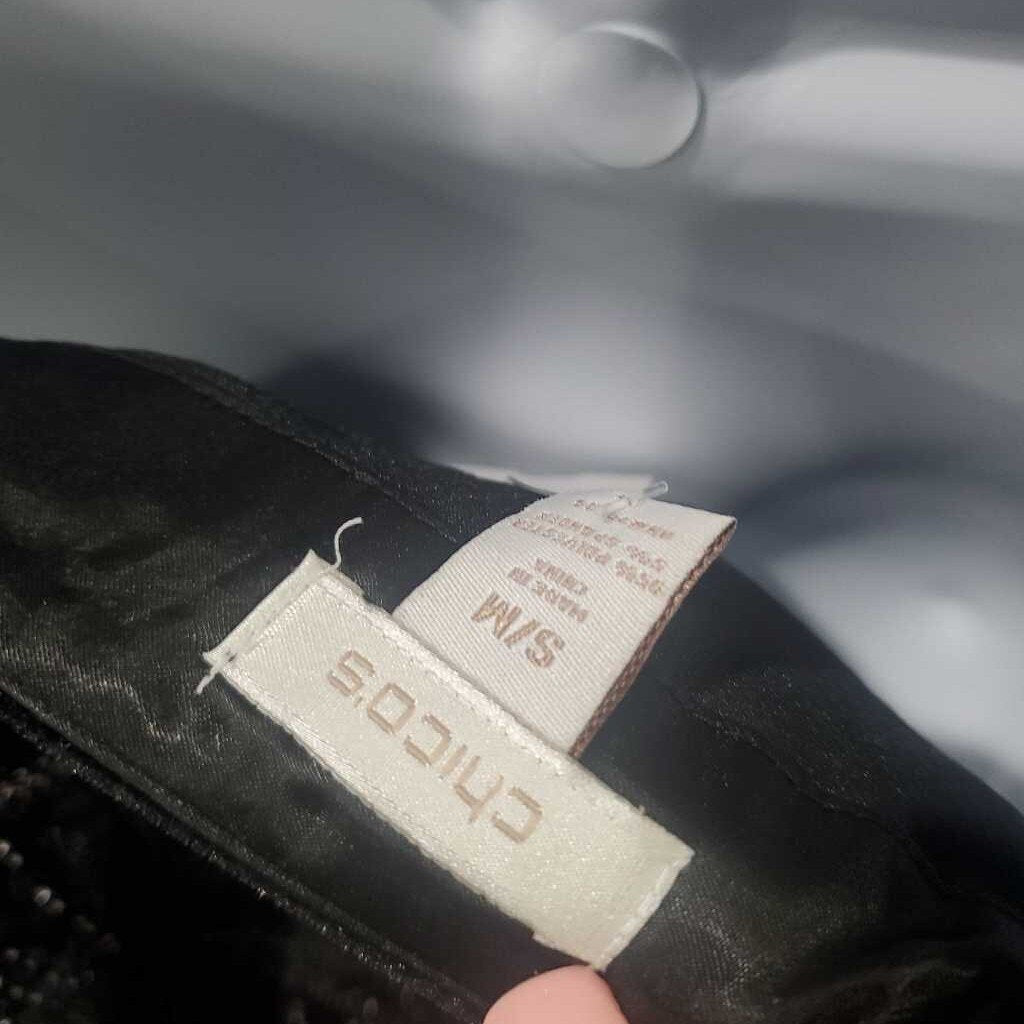 chico's
S/M
MADE IN
CHINA
95% POLYESTER
5% SPANDEX